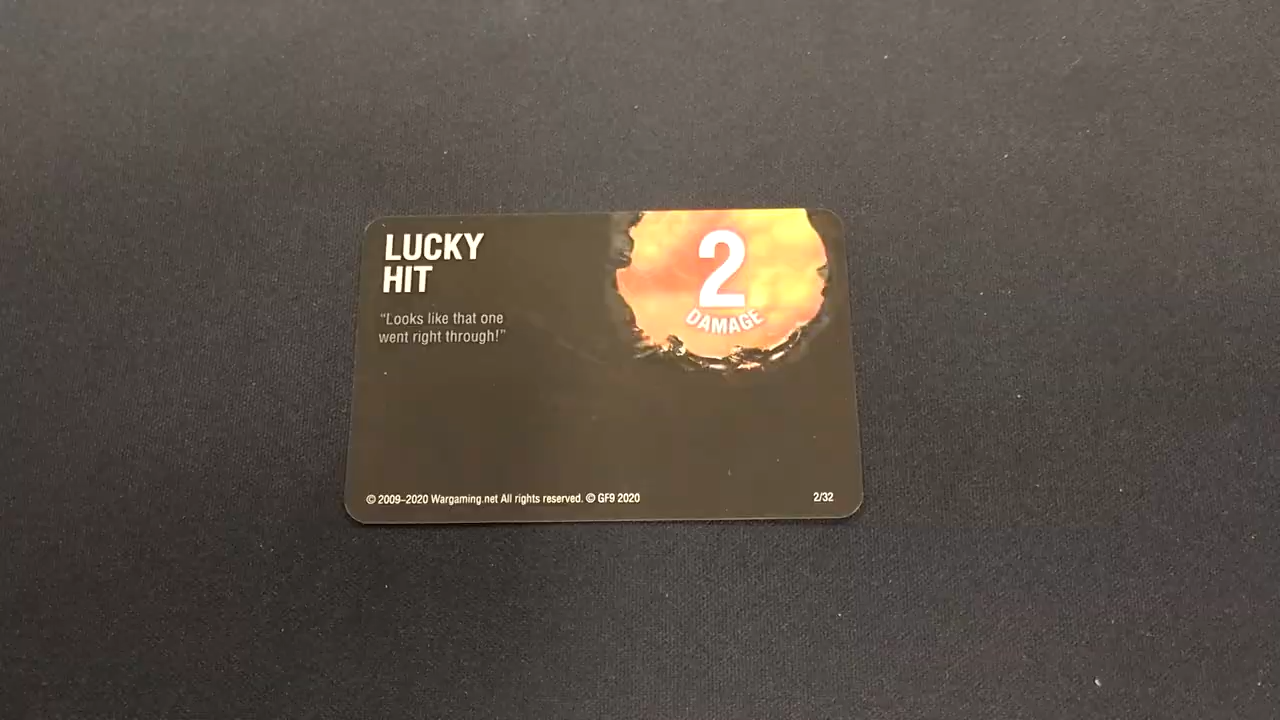 LUCKY
HIT
“Looks like that one
went right through!”
2
DAMAGE
© 2009–2020 Wargaming.net All rights reserved. © GF9 2020
2/32